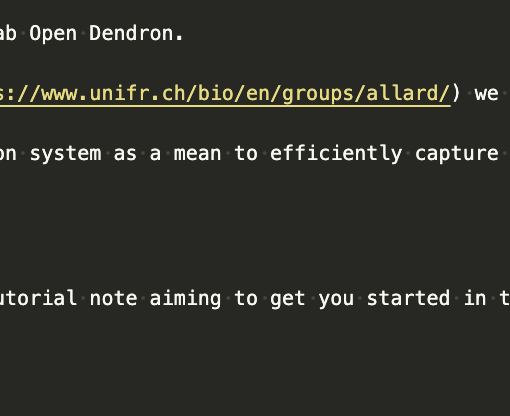 ab Open Dendron.
s://www.unifr.ch/bio/en/groups/allard/) we
on system as a mean to efficiently capture
utorial note aiming to get you started in t